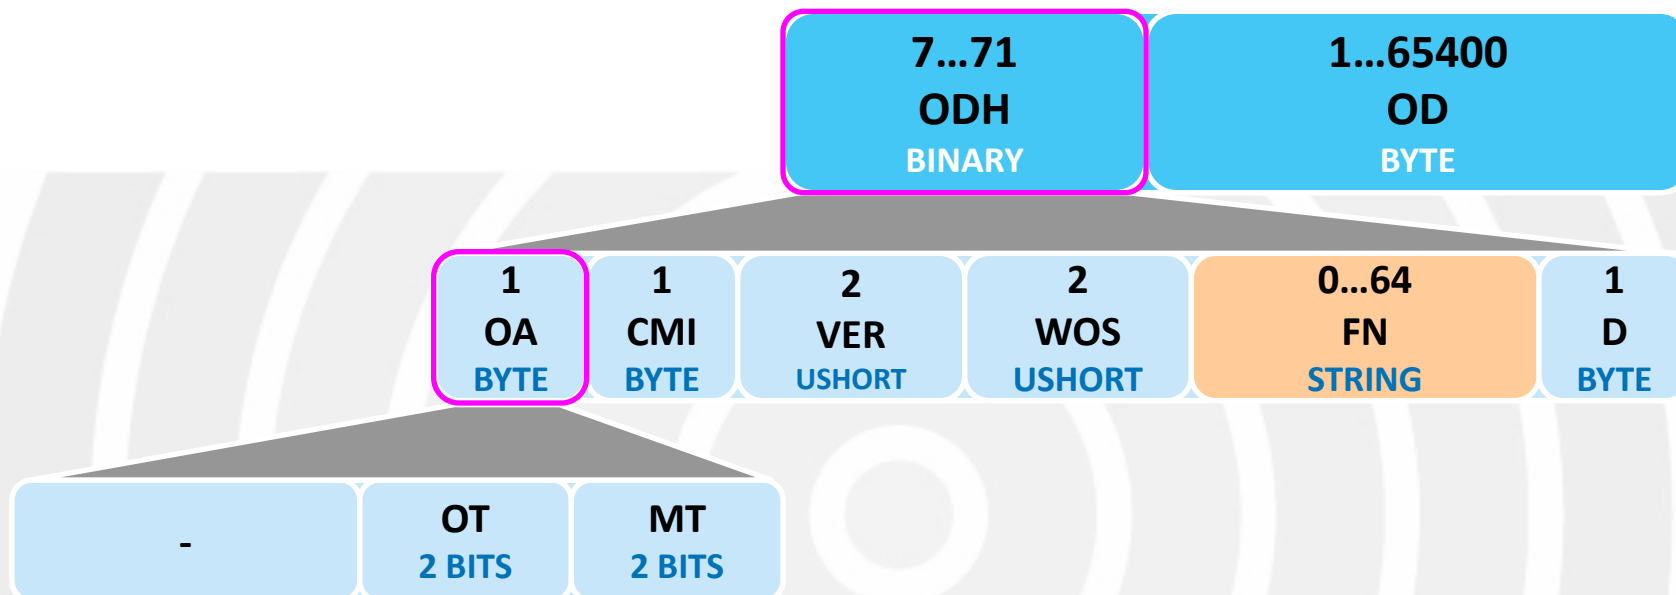 7...71
ODH
BINARY
1...65400
OD
BYTE
1
OA
BYTE
1
CMI
BYTE
2
VER
USHORT
2
WOS
USHORT
0...64
FN
STRING
1
D
BYTE
-
OT
2 BITS
MT
2 BITS